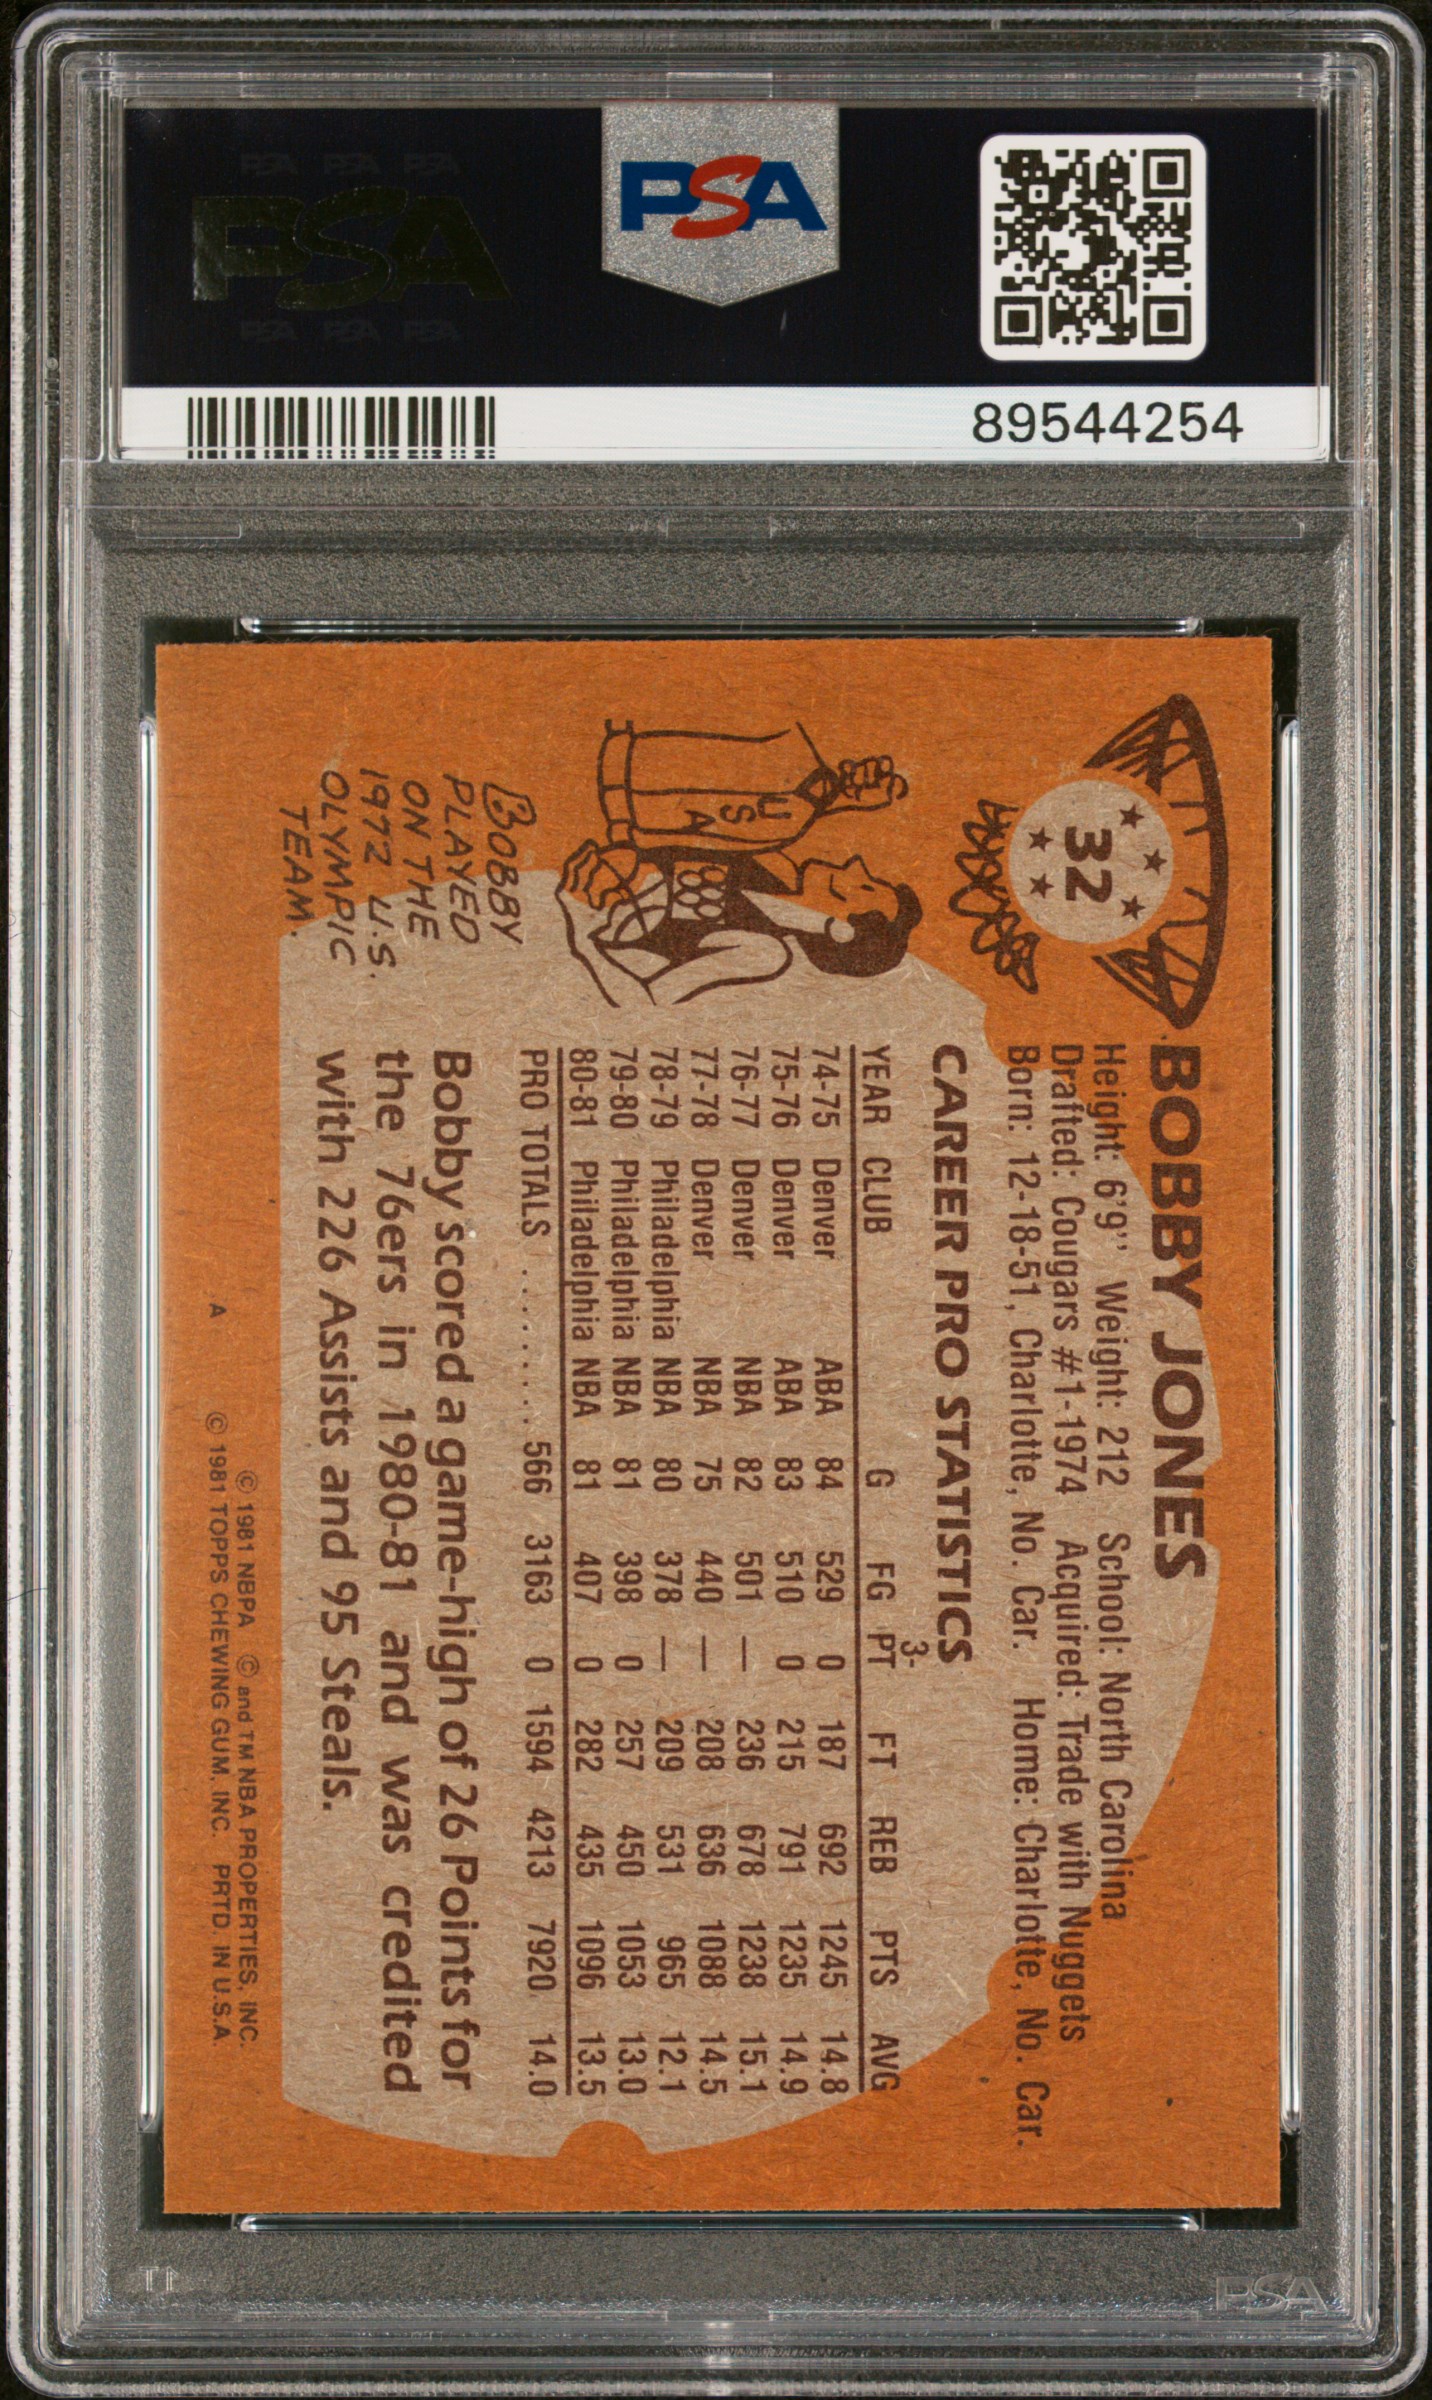 PSA PSA PSA
PSA
PSA PSA PSA
PSA
89544254
32
USA
BOBBY
PLAYED
ON THE
1972 U.S.
OLYMPIC
TEAM.
BOBBY JONES
Height: 6'9" Weight: 212 School: North Carolina
Drafted: Cougars #1-1974 Acquired: Trade with Nuggets
Born: 12-18-51, Charlotte, No. Car. Home: Charlotte, No. Car.
CAREER PRO STATISTICS
YEAR CLUB G FG 3-PT FT REB PTS AVG
74-75 Denver ABA 84 529 0 187 692 1245 14.8
75-76 Denver ABA 83 510 0 215 791 1235 14.9
76-77 Denver NBA 82 501 — 236 678 1238 15.1
77-78 Denver NBA 75 440 — 208 636 1088 14.5
78-79 Philadelphia NBA 80 378 — 209 531 965 12.1
79-80 Philadelphia NBA 81 398 0 257 450 1053 13.0
80-81 Philadelphia NBA 81 407 0 282 435 1096 13.5
PRO TOTALS ........ 566 3163 0 1594 4213 7920 14.0
Bobby scored a game-high of 26 Points for
the 76ers in 1980-81 and was credited
with 226 Assists and 95 Steals.
© 1981 NBPA © and TM NBA PROPERTIES, INC.
A © 1981 TOPPS CHEWING GUM, INC. PRTD. IN U.S.A.
PSA